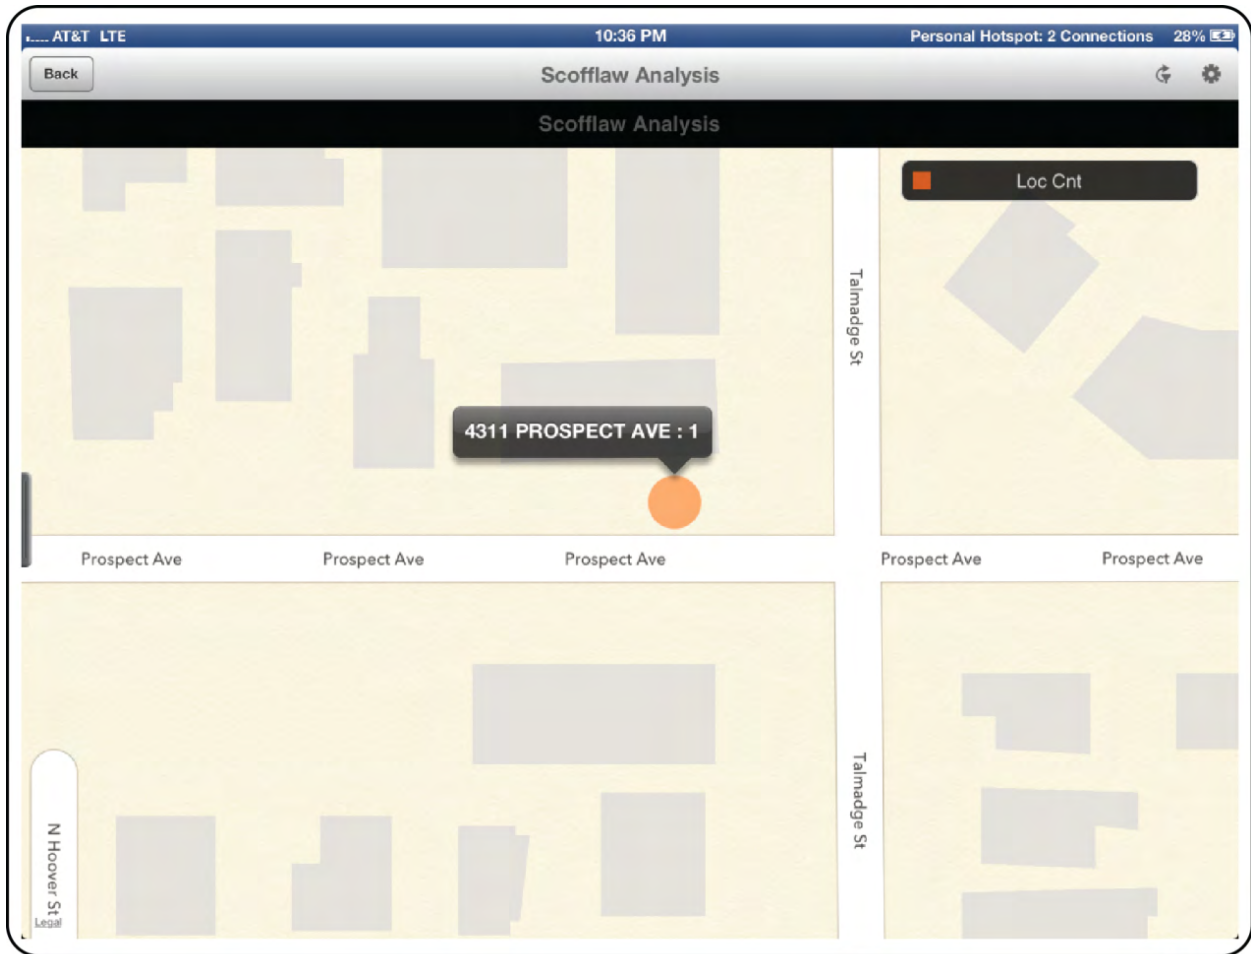 AT&T LTE 10:36 PM Personal Hotspot: 2 Connections 28%
Back Scofflaw Analysis
Scofflaw Analysis
Loc Cnt
Talmadge St
4311 PROSPECT AVE : 1
Prospect Ave Prospect Ave Prospect Ave Prospect Ave Prospect Ave
Talmadge St
N Hoover St
Legal